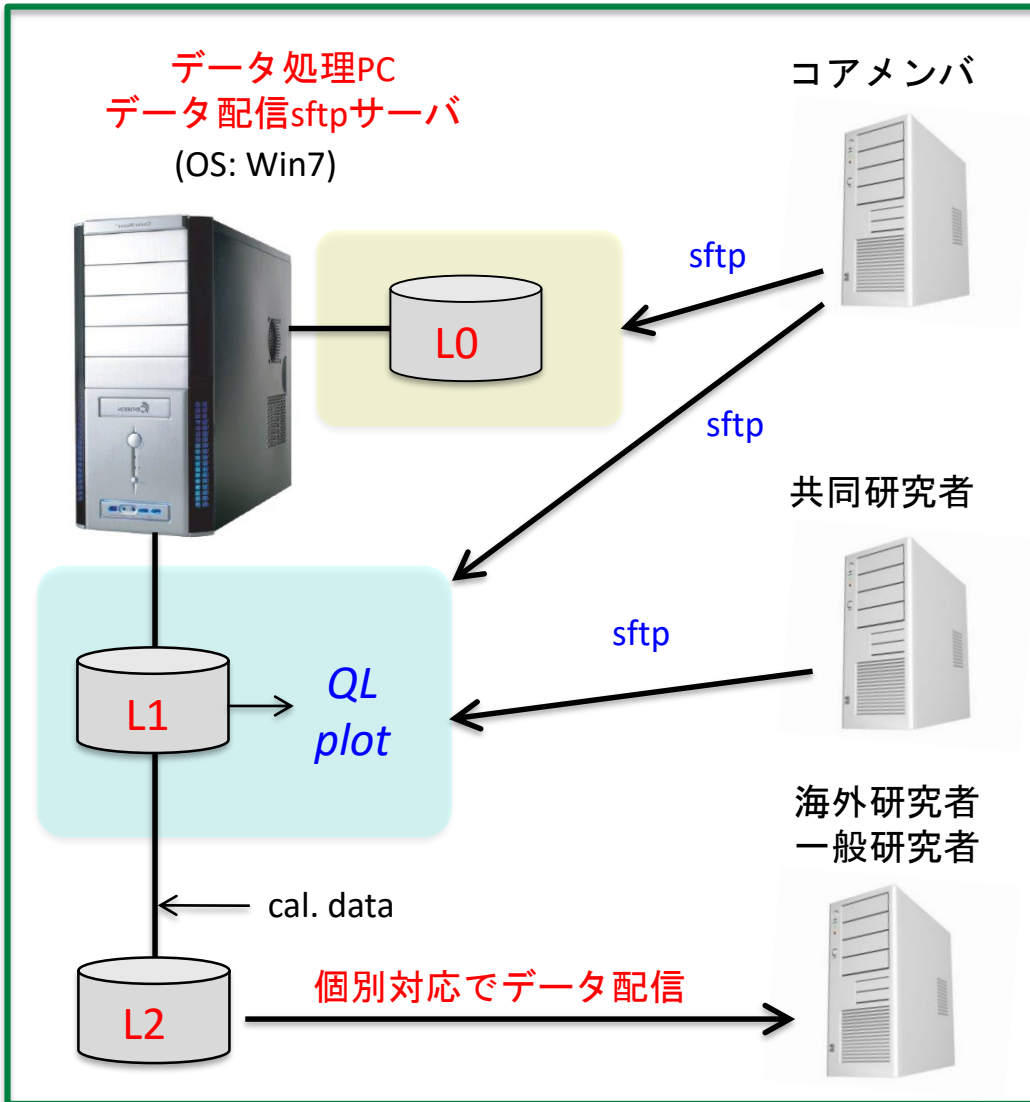 データ処理PC
データ配信sftpサーバ
(OS: Win7)
コアメンバ
L0
sftp
sftp
共同研究者
sftp
L1
QL
plot
海外研究者
一般研究者
cal. data
L2
個別対応でデータ配信